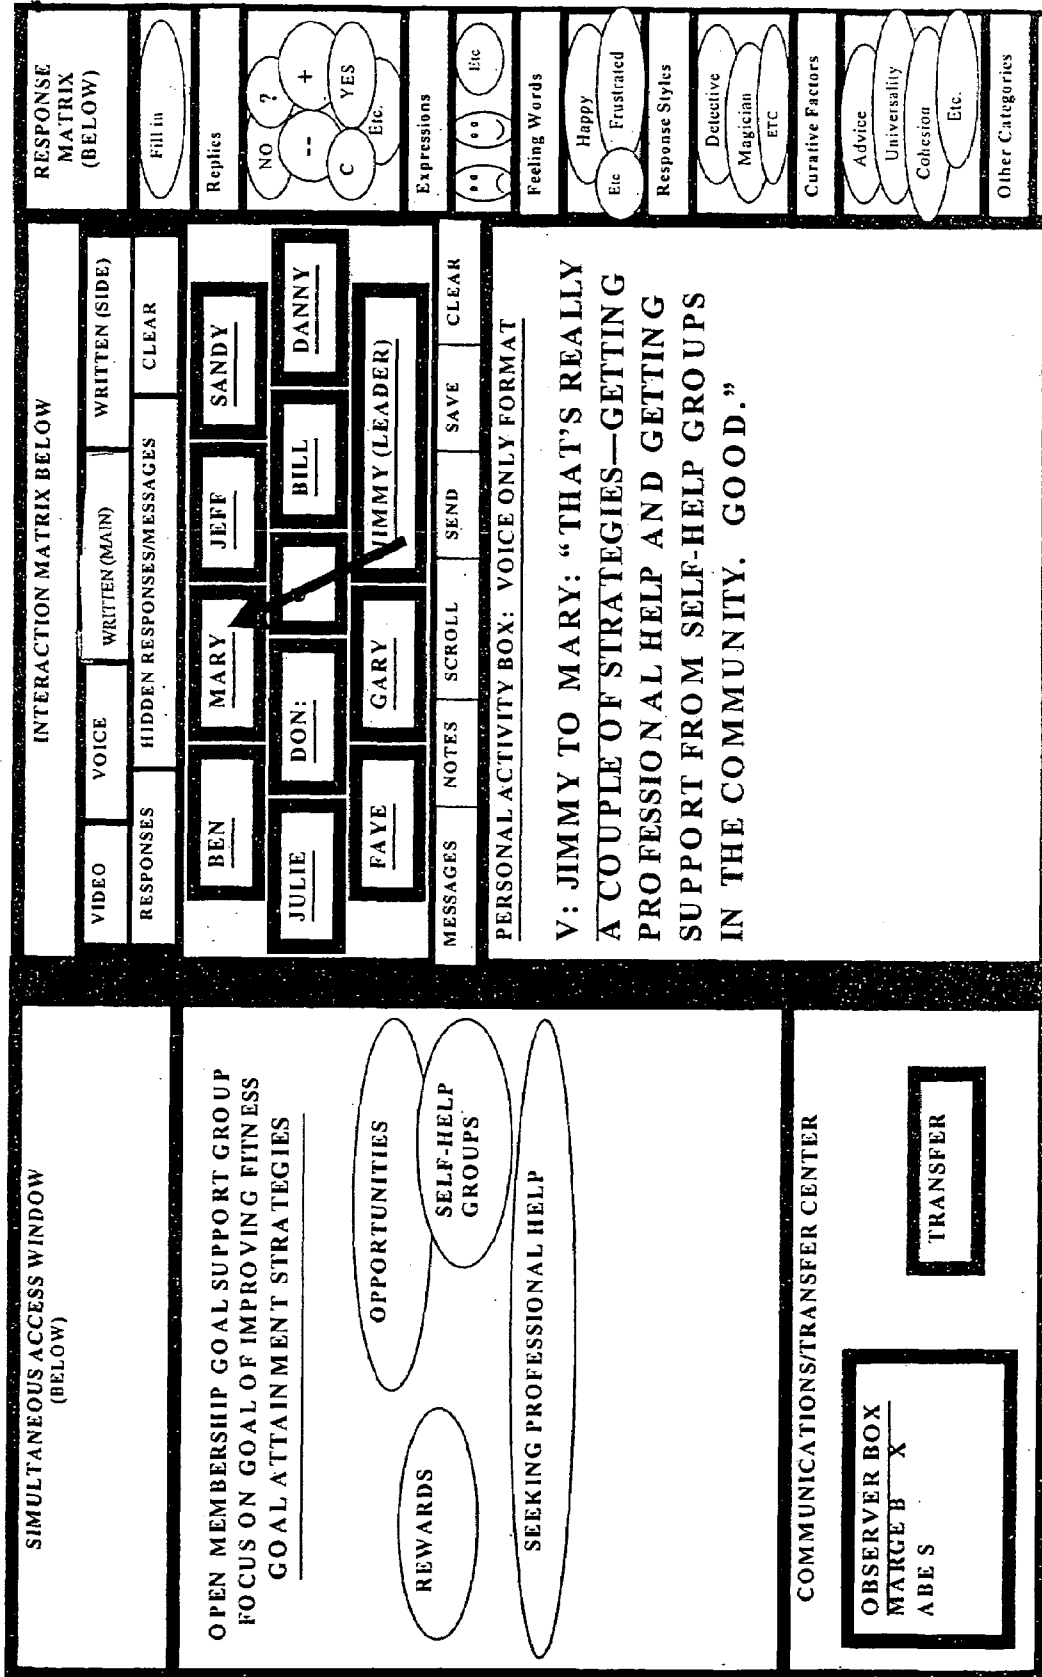 SIMULTANEOUS ACCESS WINDOW
(BELOW)
OPEN MEMBERSHIP GOAL SUPPORT GROUP
FOCUS ON GOAL OF IMPROVING FITNESS
GOAL ATTAINMENT STRATEGIES
REWARDS
OPPORTUNITIES
SELF-HELP
GROUPS
SEEKING PROFESSIONAL HELP
COMMUNICATIONS/TRANSFER CENTER
OBSERVER BOX
MARGE B X
ABE S
TRANSFER
INTERACTION MATRIX BELOW
VIDEO
VOICE
WRITTEN (MAIN)
WRITTEN (SIDE)
RESPONSES
HIDDEN RESPONSES/MESSAGES
CLEAR
BEN
MARY
JEFF
SANDY
JULIE
DON:
BILL
DANNY
FAYE
GARY
JIMMY (LEADER)
MESSAGES
NOTES
SCROLL
SEND
SAVE
CLEAR
PERSONAL ACTIVITY BOX: VOICE ONLY FORMAT
V: JIMMY TO MARY: “THAT’S REALLY
A COUPLE OF STRATEGIES—GETTING
PROFESSIONAL HELP AND GETTING
SUPPORT FROM SELF-HELP GROUPS
IN THE COMMUNITY. GOOD.”
RESPONSE
MATRIX
(BELOW)
Fill in
Replies
NO
?
--
+
C
YES
Etc.
Expressions
Etc
Feeling Words
Happy
Etc
Frustrated
Response Styles
Detective
Magician
ETC
Curative Factors
Advice
Universality
Cohesion
Etc.
Other Categories